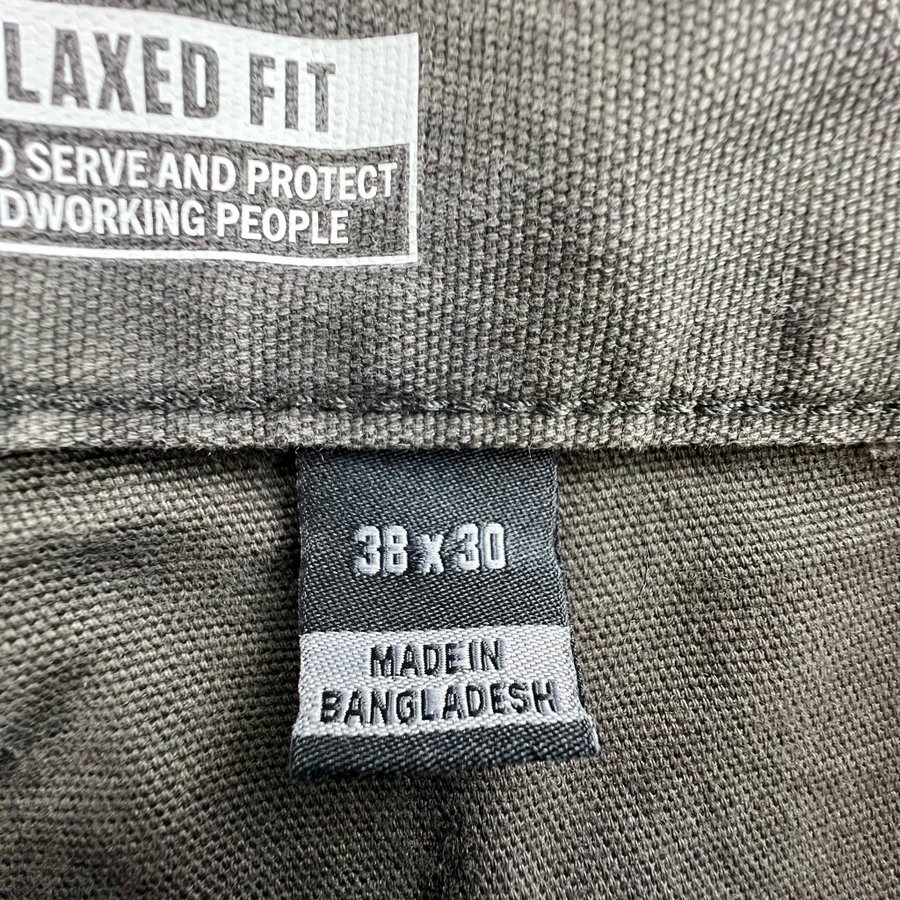 LAXED FIT
SERVE AND PROTECT
DWORKING PEOPLE
38 x 30
MADE IN
BANGLADESH